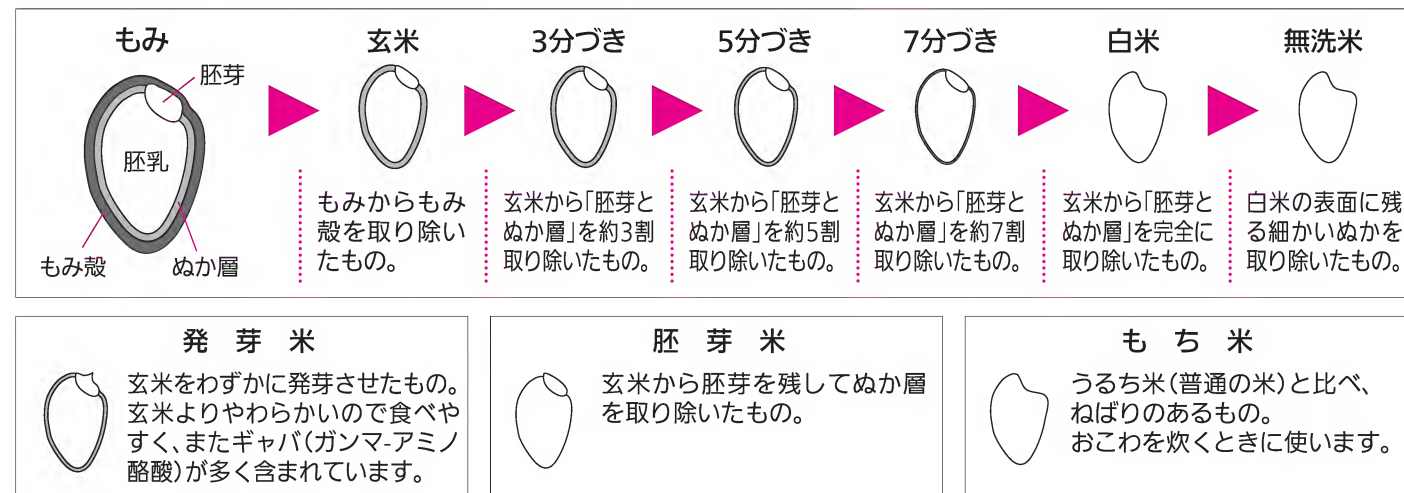 もみ
胚芽
胚乳
もみ殻
ぬか層
玄米
もみからもみ
殻を取り除い
たもの。
3分づき
玄米から「胚芽と
ぬか層」を約3割
取り除いたもの。
5分づき
玄米から「胚芽と
ぬか層」を約5割
取り除いたもの。
7分づき
玄米から「胚芽と
ぬか層」を約7割
取り除いたもの。
白米
玄米から「胚芽と
ぬか層」を完全に
取り除いたもの。
無洗米
白米の表面に残
る細かいぬかを
取り除いたもの。
発芽米
玄米をわずかに発芽させたもの。
玄米よりやわらかいので食べや
すく、またギャバ(ガンマ-アミノ
酪酸)が多く含まれています。
胚芽米
玄米から胚芽を残してぬか層
を取り除いたもの。
もち米
うるち米(普通の米)と比べ、
ねばりのあるもの。
おこわを炊くときに使います。